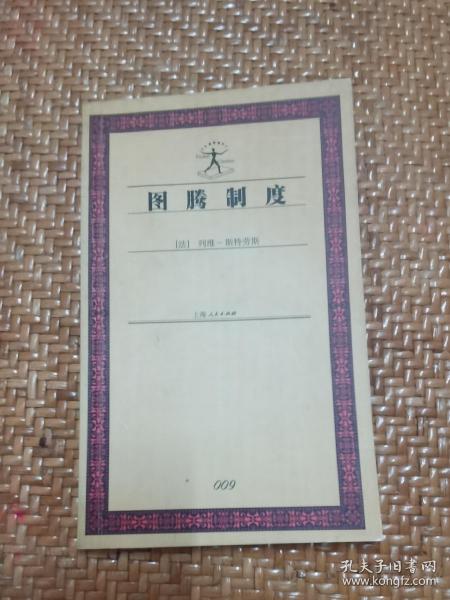 图腾制度
[法] 列维-斯特劳斯
上海人民出版社
009
孔夫子旧书网
www.kongfz.com